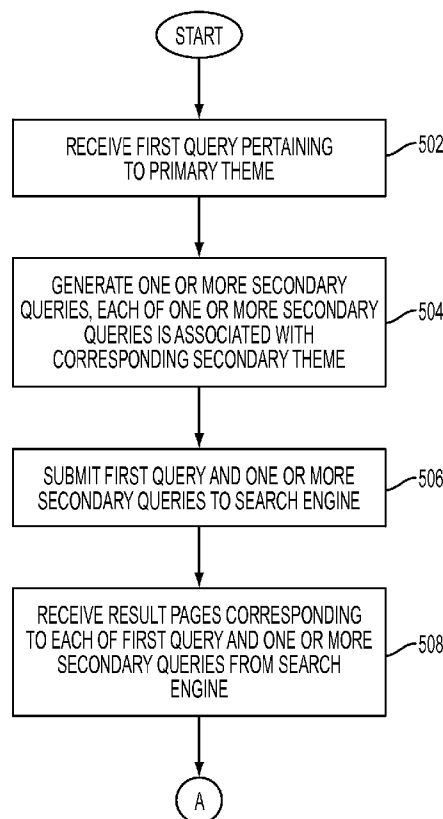 START
RECEIVE FIRST QUERY PERTAINING
TO PRIMARY THEME
502
GENERATE ONE OR MORE SECONDARY
QUERIES, EACH OF ONE OR MORE SECONDARY
QUERIES IS ASSOCIATED WITH
CORRESPONDING SECONDARY THEME
504
SUBMIT FIRST QUERY AND ONE OR MORE
SECONDARY QUERIES TO SEARCH ENGINE
506
RECEIVE RESULT PAGES CORRESPONDING
TO EACH OF FIRST QUERY AND ONE OR MORE
SECONDARY QUERIES FROM SEARCH
ENGINE
508
A